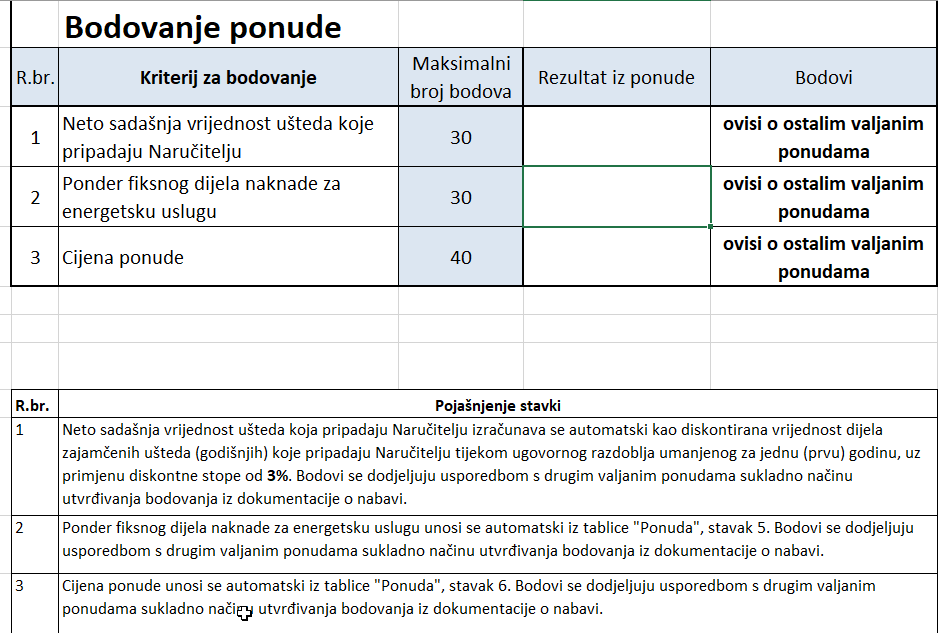 Bodovanje ponude
R.br. Kriterij za bodovanje Maksimalni broj bodova Rezultat iz ponude Bodovi
1 Neto sadašnja vrijednost ušteda koje pripadaju Naručitelju 30 ovisi o ostalim valjanim ponudama
2 Ponder fiksnog dijela naknade za energetsku uslugu 30 ovisi o ostalim valjanim ponudama
3 Cijena ponude 40 ovisi o ostalim valjanim ponudama
R.br. Pojašnjenje stavki
1 Neto sadašnja vrijednost ušteda koja pripadaju Naručitelju izračunava se automatski kao diskontirana vrijednost dijela
zajamčenih ušteda (godišnjih) koje pripadaju Naručitelju tijekom ugovornog razdoblja umanjenog za jednu (prvu) godinu, uz
primjenu diskontne stope od 3%. Bodovi se dodjeljuju usporedbom s drugim valjanim ponudama sukladno načinu
utvrđivanja bodovanja iz dokumentacije o nabavi.
2 Ponder fiksnog dijela naknade za energetsku uslugu unosi se automatski iz tablice "Ponuda", stavak 5. Bodovi se dodjeljuju
usporedbom s drugim valjanim ponudama sukladno načinu utvrđivanja bodovanja iz dokumentacije o nabavi.
3 Cijena ponude unosi se automatski iz tablice "Ponuda", stavak 6. Bodovi se dodjeljuju usporedbom s drugim valjanim
ponudama sukladno načinu utvrđivanja bodovanja iz dokumentacije o nabavi.